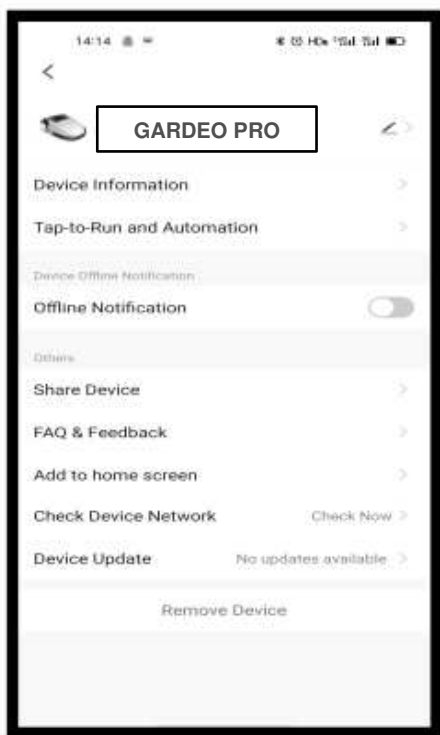 14:14
GARDEO PRO
Device Information
Tap-to-Run and Automation
Device Offline Notification
Offline Notification
Others
Share Device
FAQ & Feedback
Add to home screen
Check Device Network Check Now
Device Update No updates available
Remove Device